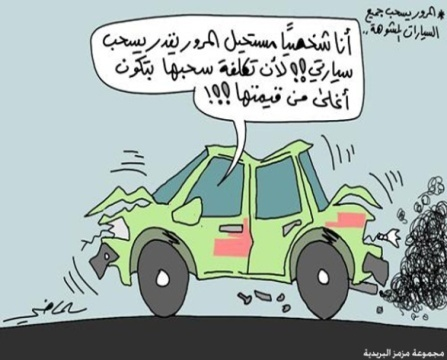 * المرور يسحب جميع
السيارات المشوهة..
أنا شخصيًا مستحيل المرور يقدر يسحب
سيارتي!؟ لأن تكلفة سحبها بتكون
أغلى من قيمتها !؟!
مجموعة مزمز البريدية